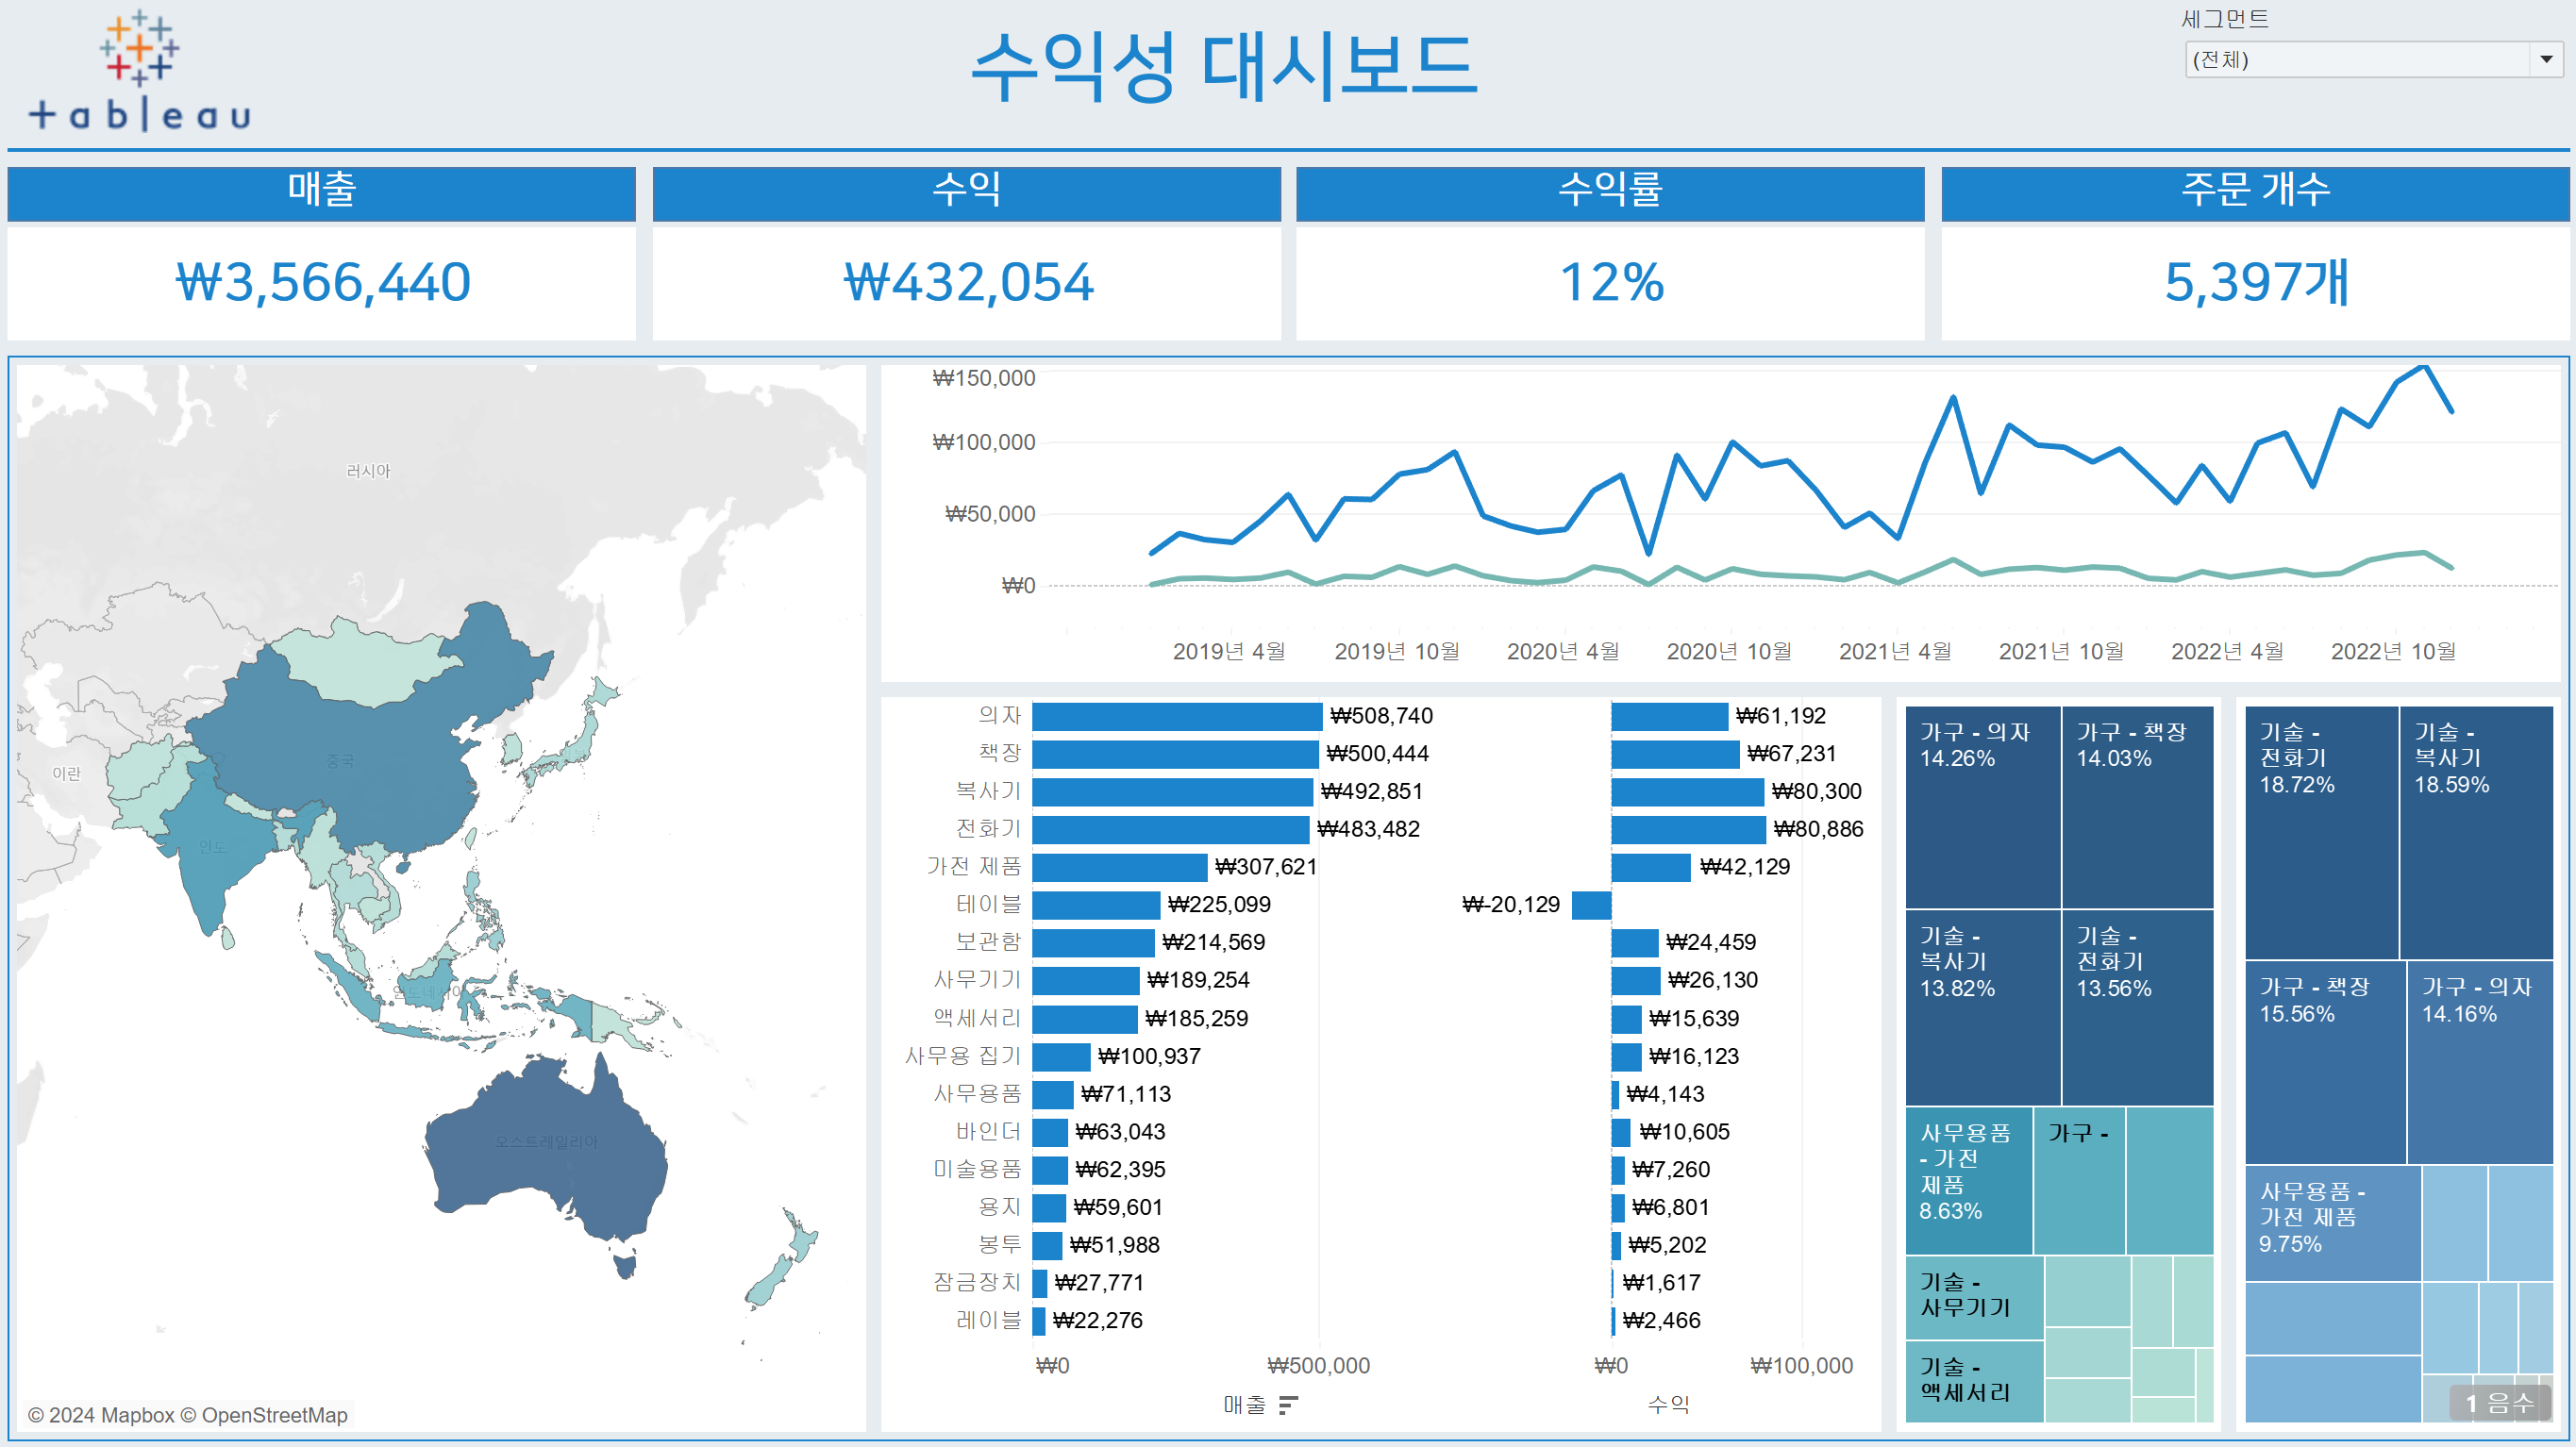 tableau
수익성 대시보드
세그먼트
(전체)
매출
수익
수익률
주문 개수
₩3,566,440
₩432,054
12%
5,397개
러시아
이란
중국
인도
인도네시아
오스트레일리아
© 2024 Mapbox © OpenStreetMap
₩150,000
₩100,000
₩50,000
₩0
2019년 4월
2019년 10월
2020년 4월
2020년 10월
2021년 4월
2021년 10월
2022년 4월
2022년 10월
의자 ₩508,740 ₩61,192
책장 ₩500,444 ₩67,231
복사기 ₩492,851 ₩80,300
전화기 ₩483,482 ₩80,886
가전 제품 ₩307,621 ₩42,129
테이블 ₩225,099 ₩-20,129
보관함 ₩214,569 ₩24,459
사무기기 ₩189,254 ₩26,130
액세서리 ₩185,259 ₩15,639
사무용 집기 ₩100,937 ₩16,123
사무용품 ₩71,113 ₩4,143
바인더 ₩63,043 ₩10,605
미술용품 ₩62,395 ₩7,260
용지 ₩59,601 ₩6,801
봉투 ₩51,988 ₩5,202
잠금장치 ₩27,771 ₩1,617
레이블 ₩22,276 ₩2,466
₩0 ₩500,000 ₩0 ₩100,000
매출
수익
가구 - 의자
14.26%
가구 - 책장
14.03%
기술 -
복사기
13.82%
기술 -
전화기
13.56%
사무용품
- 가전
제품
8.63%
가구 -
기술 -
사무기기
기술 -
액세서리
기술 -
전화기
18.72%
기술 -
복사기
18.59%
가구 - 책장
15.56%
가구 - 의자
14.16%
사무용품 -
가전 제품
9.75%
1 음수